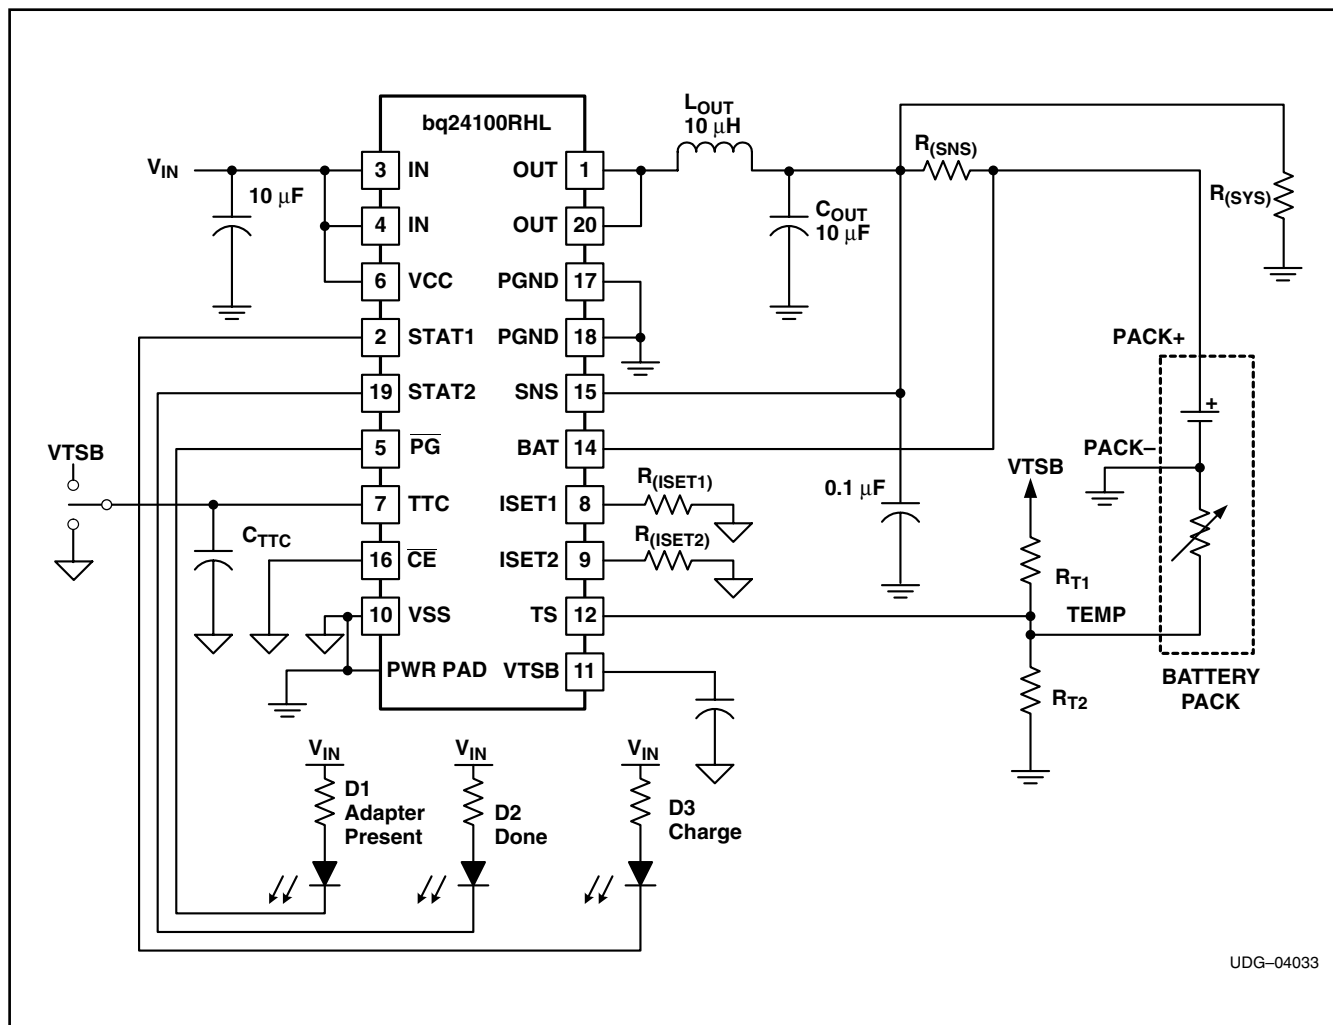 bq24100RHL
L_OUT
10 μH
R_(SNS)
R_(SYS)
V_IN
10 μF
3 IN
OUT 1
4 IN
OUT 20
C_OUT
10 μF
6 VCC
PGND 17
2 STAT1
PGND 18
19 STAT2
SNS 15
5 P̅G̅
BAT 14
7 TTC
ISET1 8
16 C̅E̅
ISET2 9
10 VSS
TS 12
PWR PAD
VTSB 11
VTSB
C_TTC
R_(ISET1)
R_(ISET2)
0.1 μF
PACK+
+
PACK–
VTSB
R_T1
TEMP
R_T2
BATTERY
PACK
V_IN
D1
Adapter
Present
V_IN
D2
Done
V_IN
D3
Charge
UDG–04033